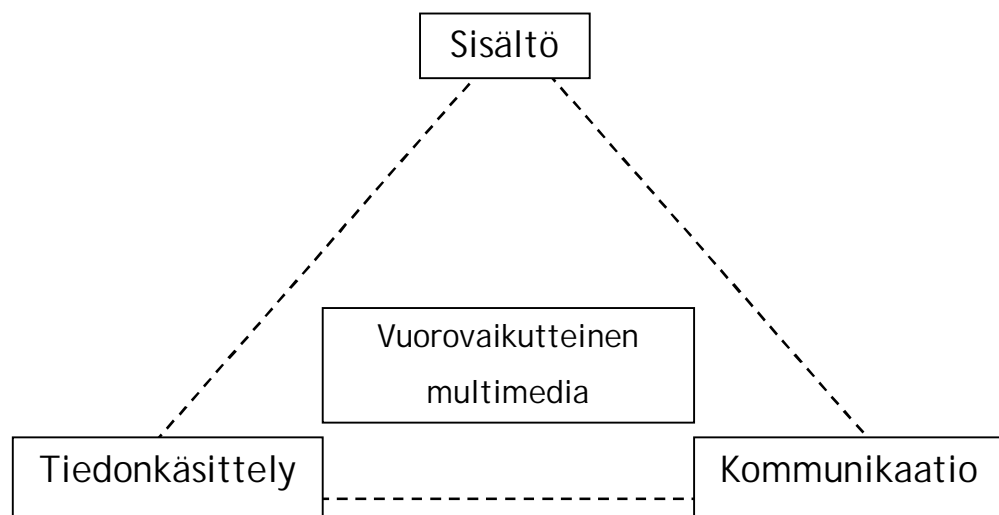 Sisältö
Vuorovaikutteinen
multimedia
Tiedonkäsittely
Kommunikaatio